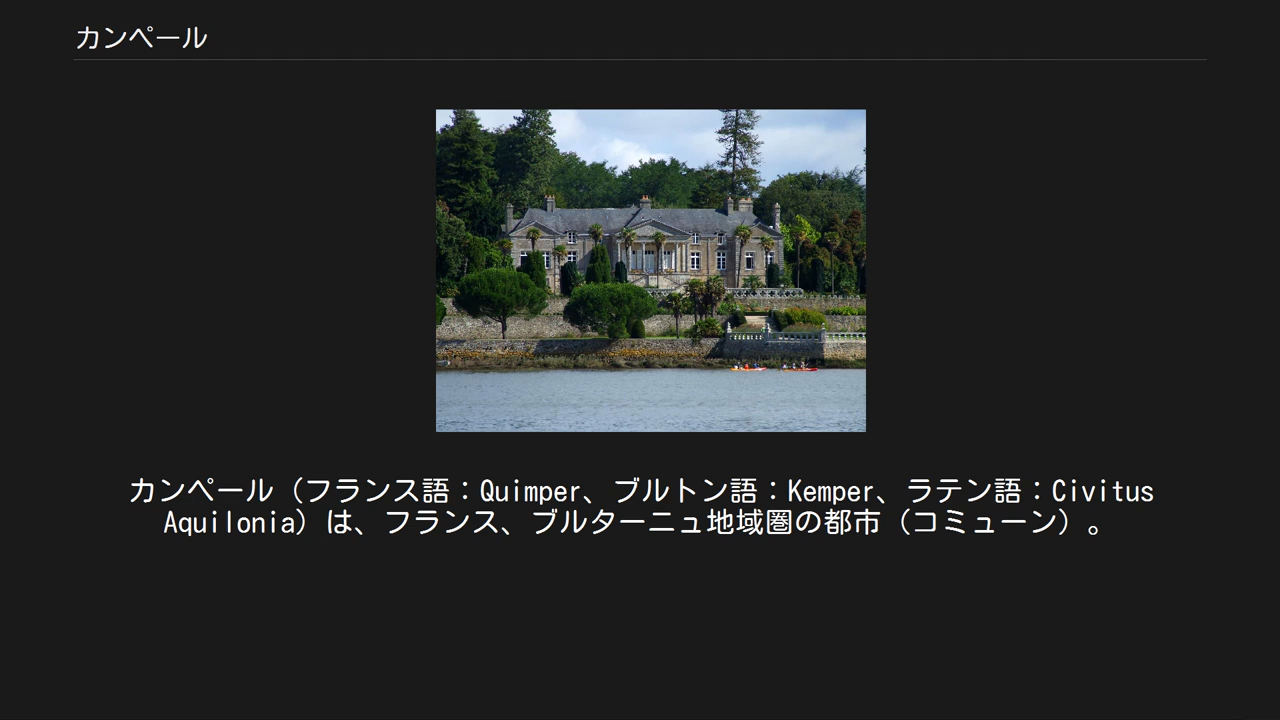 カンペール
カンペール（フランス語：Quimper、ブルトン語：Kemper、ラテン語：Civitus
Aquilonia）は、フランス、ブルターニュ地域圏の都市（コミューン）。